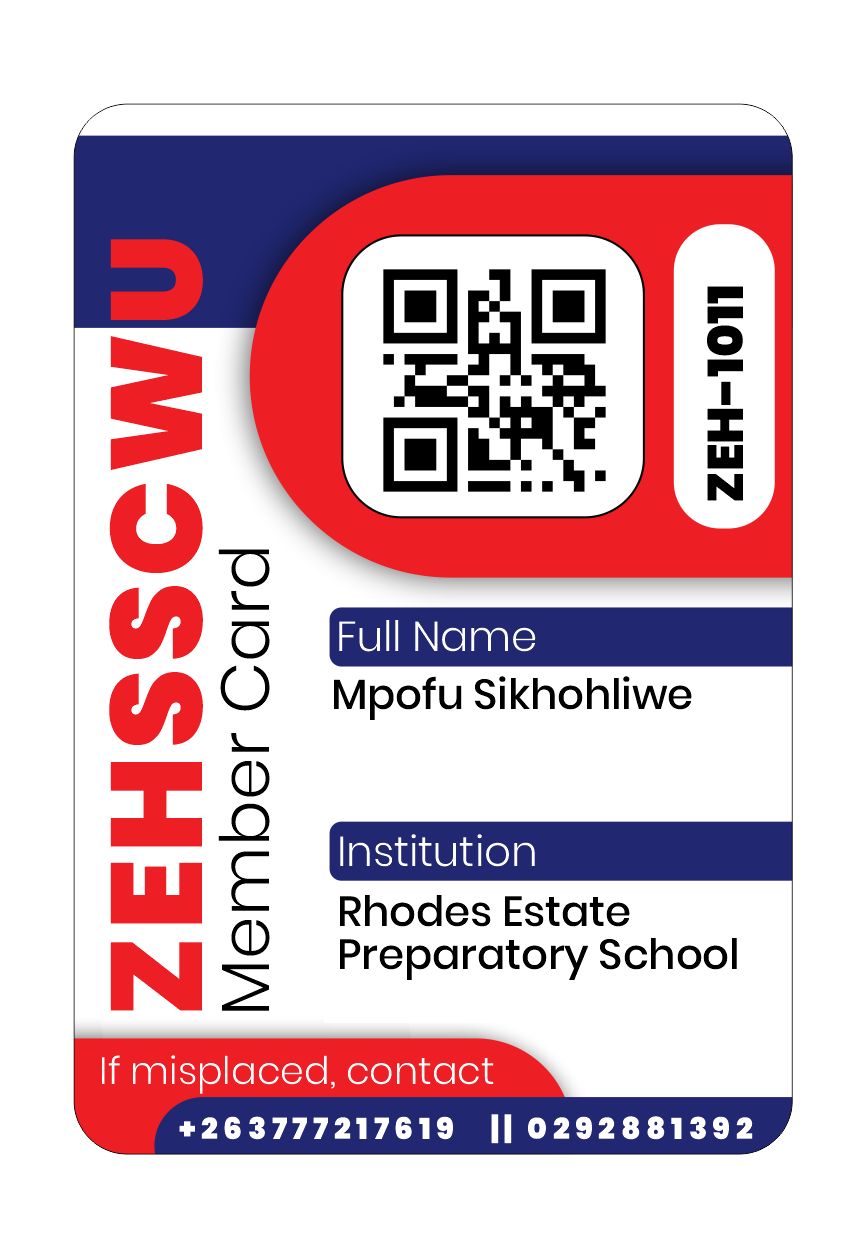 ZEHSSCWU
Member Card
ZEH-1011
Full Name
Mpofu Sikhohliwe
Institution
Rhodes Estate
Preparatory School
If misplaced, contact
+263777217619 || 0292881392